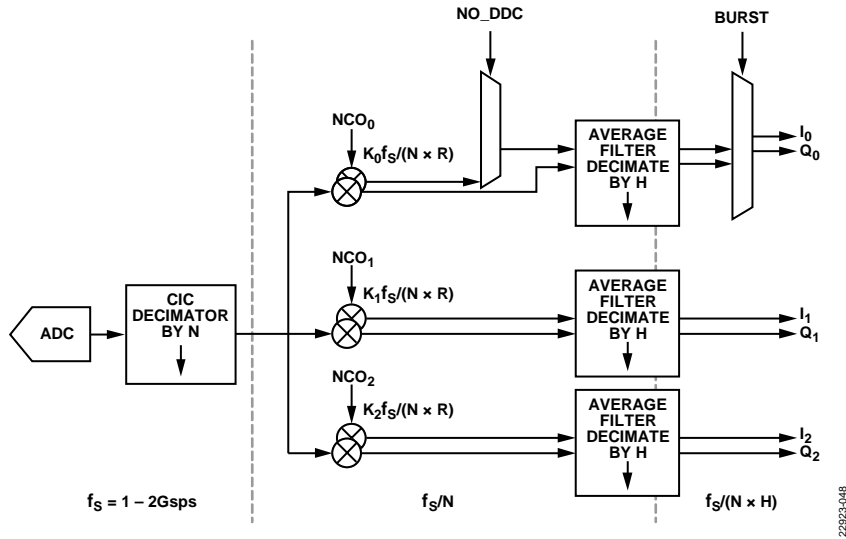 NO_DDC
BURST
NCO0
K0fS/(N × R)
AVERAGE
FILTER
DECIMATE
BY H
I0
Q0
NCO1
K1fS/(N × R)
AVERAGE
FILTER
DECIMATE
BY H
I1
Q1
ADC
CIC
DECIMATOR
BY N
NCO2
K2fS/(N × R)
AVERAGE
FILTER
DECIMATE
BY H
I2
Q2
fS = 1 – 2Gsps
fS/N
fS/(N × H)
22923-048